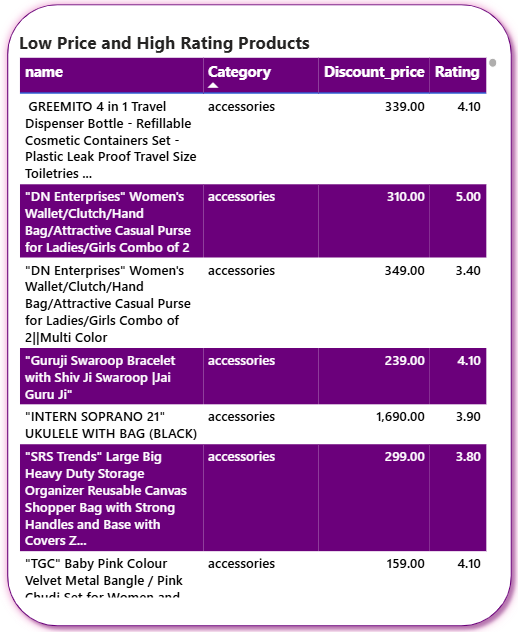 Low Price and High Rating Products
name Category Discount_price Rating
GREEMITO 4 in 1 Travel accessories 339.00 4.10
Dispenser Bottle - Refillable
Cosmetic Containers Set -
Plastic Leak Proof Travel Size
Toiletries ...
"DN Enterprises" Women's accessories 310.00 5.00
Wallet/Clutch/Hand
Bag/Attractive Casual Purse
for Ladies/Girls Combo of 2
"DN Enterprises" Women's accessories 349.00 3.40
Wallet/Clutch/Hand
Bag/Attractive Casual Purse
for Ladies/Girls Combo of
2||Multi Color
"Guruji Swaroop Bracelet accessories 239.00 4.10
with Shiv Ji Swaroop |Jai
Guru Ji"
"INTERN SOPRANO 21" accessories 1,690.00 3.90
UKULELE WITH BAG (BLACK)
"SRS Trends" Large Big accessories 299.00 3.80
Heavy Duty Storage
Organizer Reusable Canvas
Shopper Bag with Strong
Handles and Base with
Covers Z...
"TGC" Baby Pink Colour accessories 159.00 4.10
Velvet Metal Bangle / Pink
Chudi Set for Women and